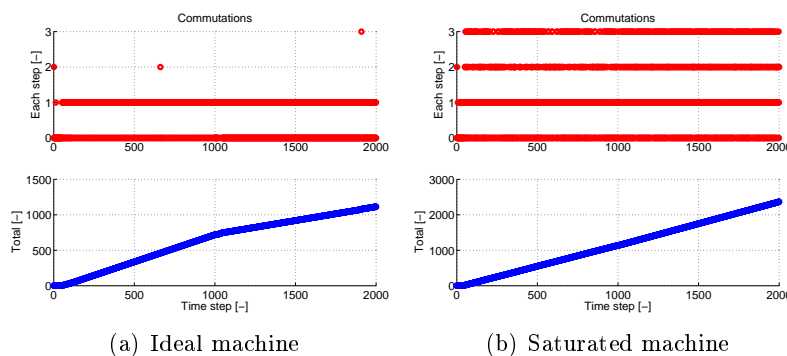 Commutations
Each step [–]
3
2
1
0
0 500 1000 1500 2000
Total [–]
1500
1000
500
0
0 500 1000 1500 2000
Time step [–]
(a) Ideal machine
Commutations
Each step [–]
3
2
1
0
0 500 1000 1500 2000
Total [–]
3000
2000
1000
0
0 500 1000 1500 2000
Time step [–]
(b) Saturated machine